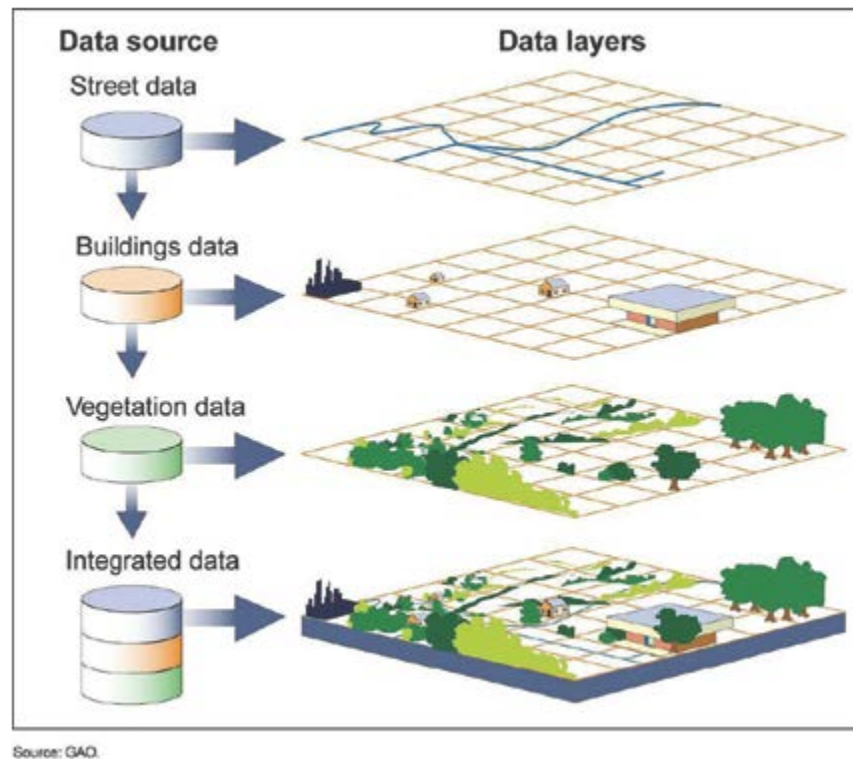 Data source
Data layers
Street data
Buildings data
Vegetation data
Integrated data
Source: GAO.